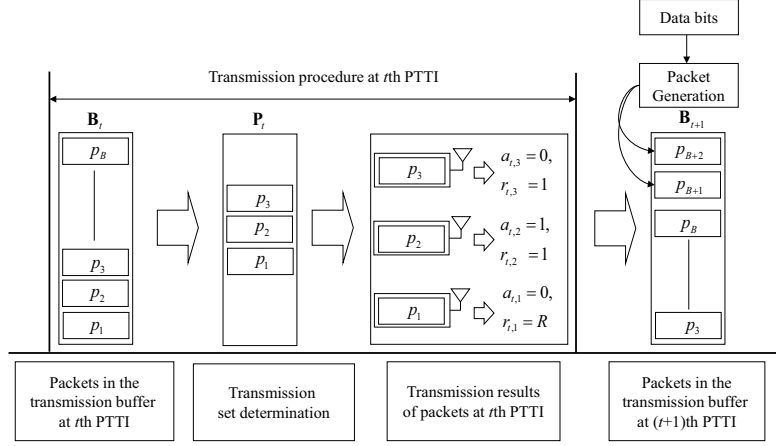 Data bits
Transmission procedure at tth PTTI
Packet
Generation
B_t
P_t
B_{t+1}
p_B
p_3
p_2
p_1
p_3
p_2
p_1
p_3
a_{t,3} = 0,
r_{t,3} = 1
p_2
a_{t,2} = 1,
r_{t,2} = 1
p_1
a_{t,1} = 0,
r_{t,1} = R
p_{B+2}
p_{B+1}
p_B
p_3
Packets in the
transmission buffer
at tth PTTI
Transmission
set determination
Transmission results
of packets at tth PTTI
Packets in the
transmission buffer
at (t+1)th PTTI